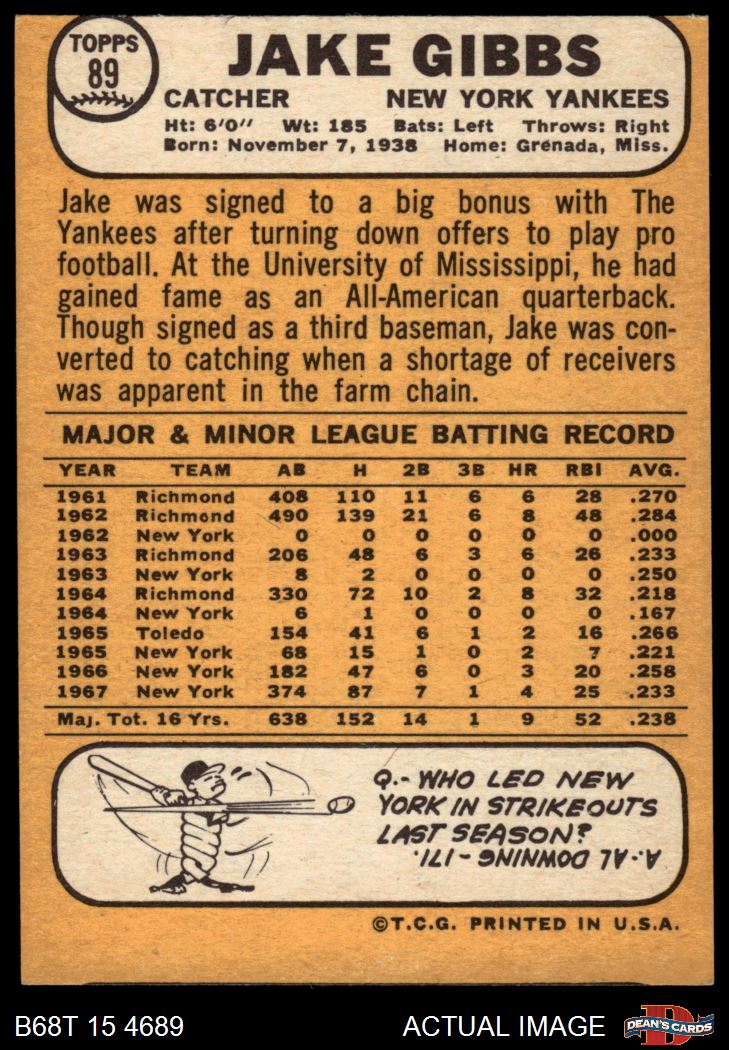 TOPPS
89
JAKE GIBBS
CATCHER NEW YORK YANKEES
Ht: 6'0" Wt: 185 Bats: Left Throws: Right
Born: November 7, 1938 Home: Grenada, Miss.
Jake was signed to a big bonus with The
Yankees after turning down offers to play pro
football. At the University of Mississippi, he had
gained fame as an All-American quarterback.
Though signed as a third baseman, Jake was con-
verted to catching when a shortage of receivers
was apparent in the farm chain.
MAJOR & MINOR LEAGUE BATTING RECORD
YEAR TEAM AB H 2B 3B HR RBI AVG.
1961 Richmond 408 110 11 6 6 28 .270
1962 Richmond 490 139 21 6 8 48 .284
1962 New York 0 0 0 0 0 0 .000
1963 Richmond 206 48 6 3 6 26 .233
1963 New York 8 2 0 0 0 0 .250
1964 Richmond 330 72 10 2 8 32 .218
1964 New York 6 1 0 0 0 0 .167
1965 Toledo 154 41 6 1 2 16 .266
1965 New York 68 15 1 0 2 7 .221
1966 New York 182 47 6 0 3 20 .258
1967 New York 374 87 7 1 4 25 .233
Maj. Tot. 16 Yrs. 638 152 14 1 9 52 .238
Q.- WHO LED NEW
YORK IN STRIKEOUTS
LAST SEASON?
A.- AL DOWNING - 171.
©T.C.G. PRINTED IN U.S.A.
B68T 15 4689 ACTUAL IMAGE DEAN'S CARDS